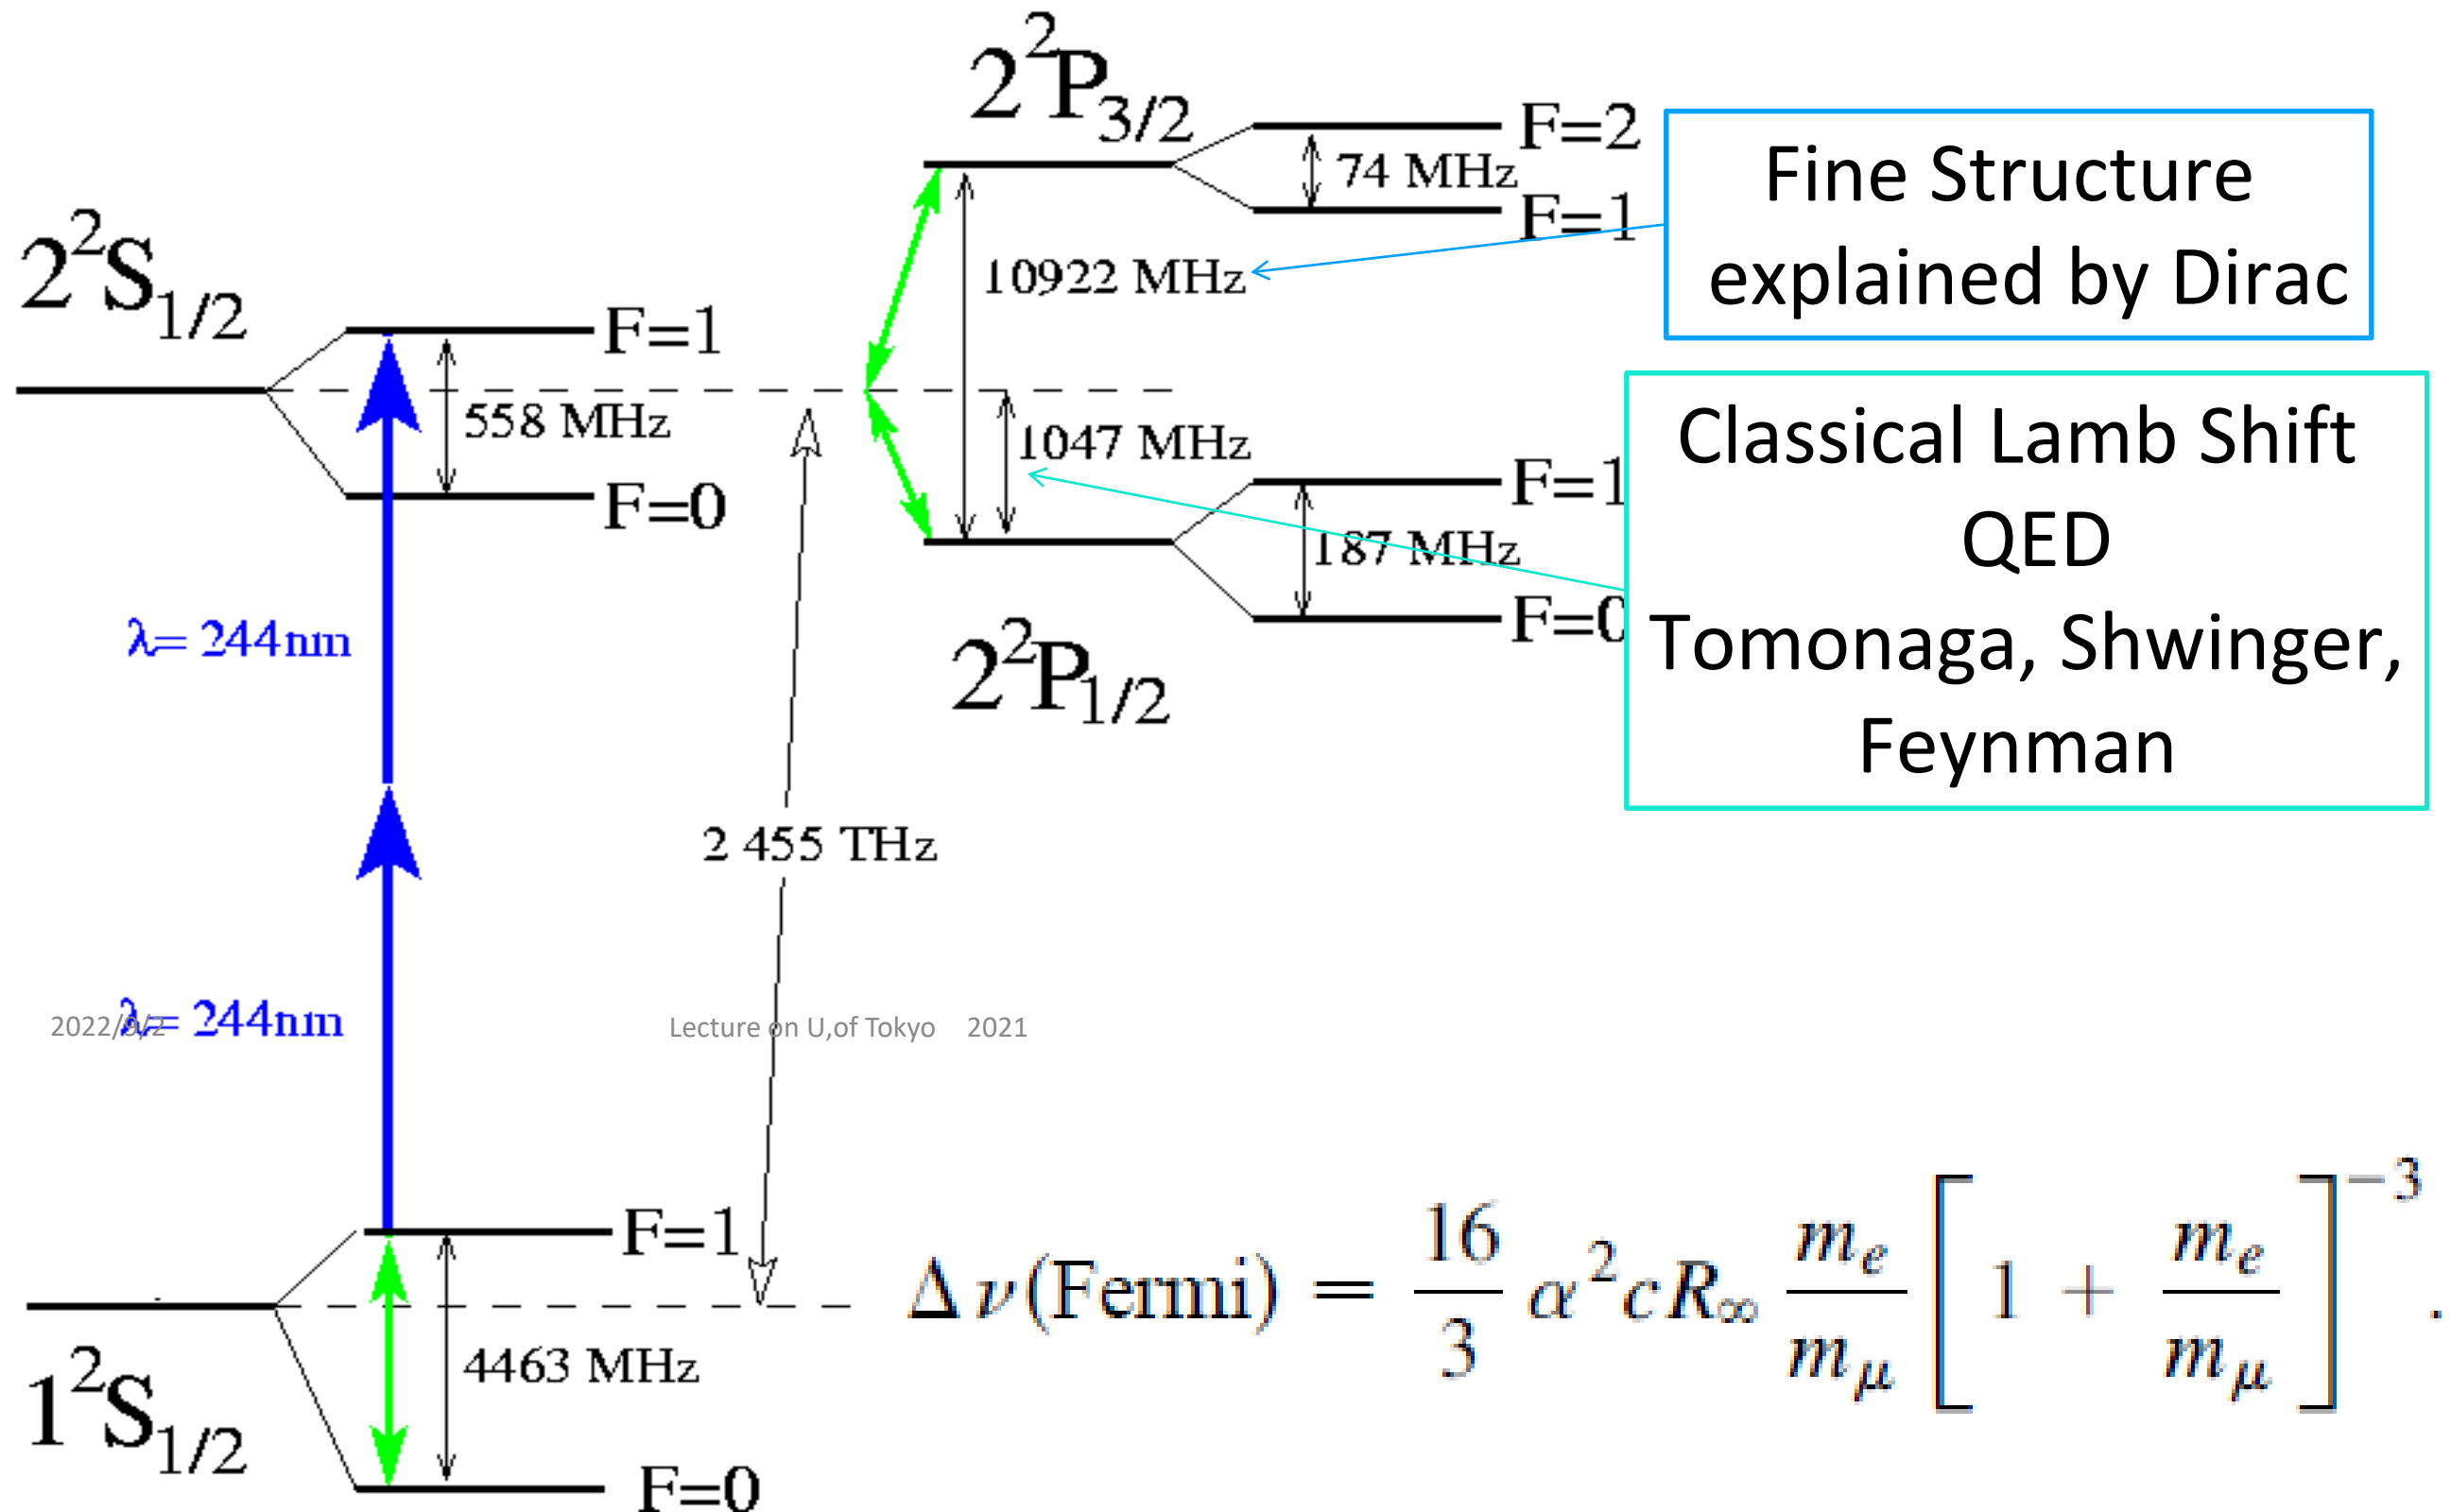 2²P3/2
F=2
74 MHz
F=1
10922 MHz
Fine Structure
explained by Dirac
2²S1/2
F=1
558 MHz
F=0
1047 MHz
F=1
187 MHz
F=0
2²P1/2
Classical Lamb Shift
QED
Tomonaga, Shwinger,
Feynman
λ= 244nm
2 455 THz
λ= 244nm
2022/9/2
Lecture on U,of Tokyo 2021
F=1
4463 MHz
1²S1/2
F=0
Δν(Fermi) = 16/3 α²cR∞ mₑ/mμ [1 + mₑ/mμ]⁻³.